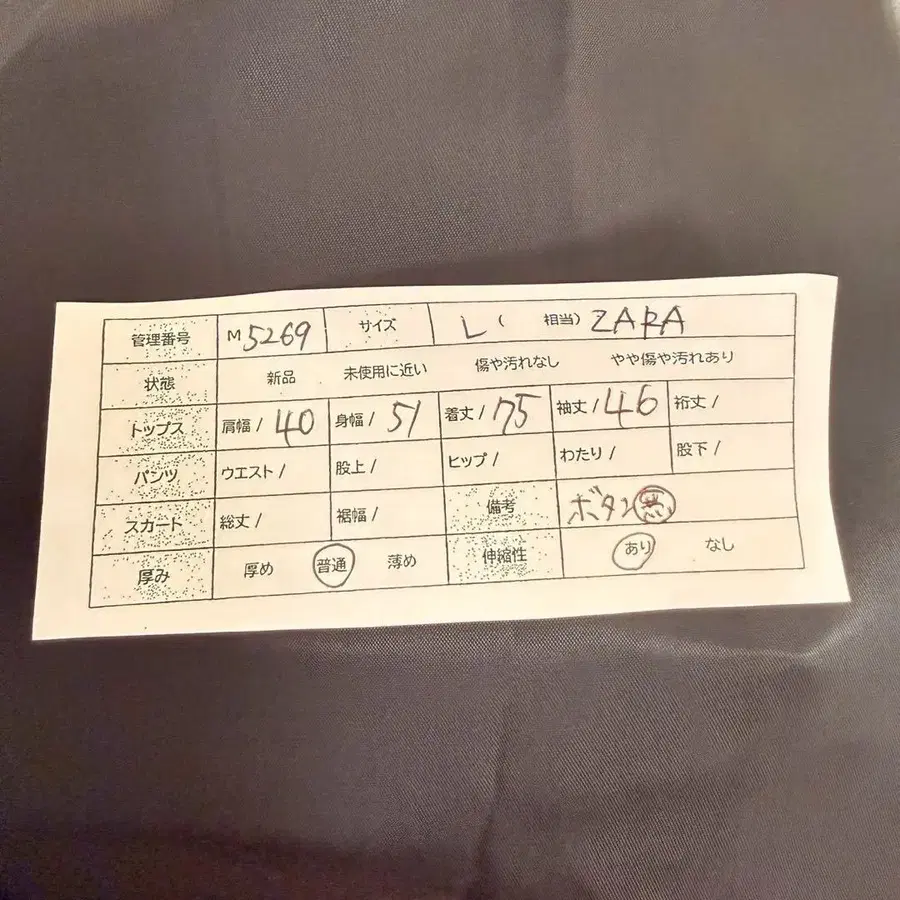 管理番号 M5269 サイズ L ( 相当) ZARA
状態 新品 未使用に近い 傷や汚れなし やや傷や汚れあり
トップス 肩幅 / 40 身幅 / 51 着丈 / 75 袖丈 / 46 裄丈 /
パンツ ウエスト / 股上 / ヒップ / わたり / 股下 /
スカート 総丈 / 裾幅 / 備考 ボタン無
厚み 厚め 普通 薄め 伸縮性 あり なし